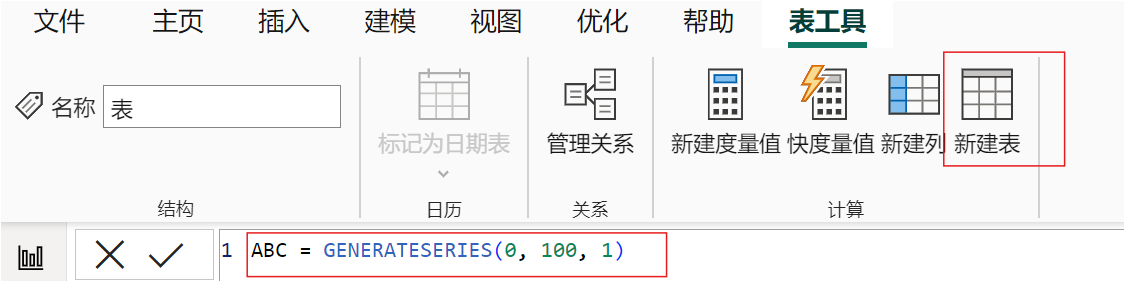 文件 主页 插入 建模 视图 优化 帮助 表工具
名称 表 标记为日期表 管理关系 新建度量值 快度量值 新建列 新建表
结构 日历 关系 计算
1 ABC = GENERATESERIES(0, 100, 1)